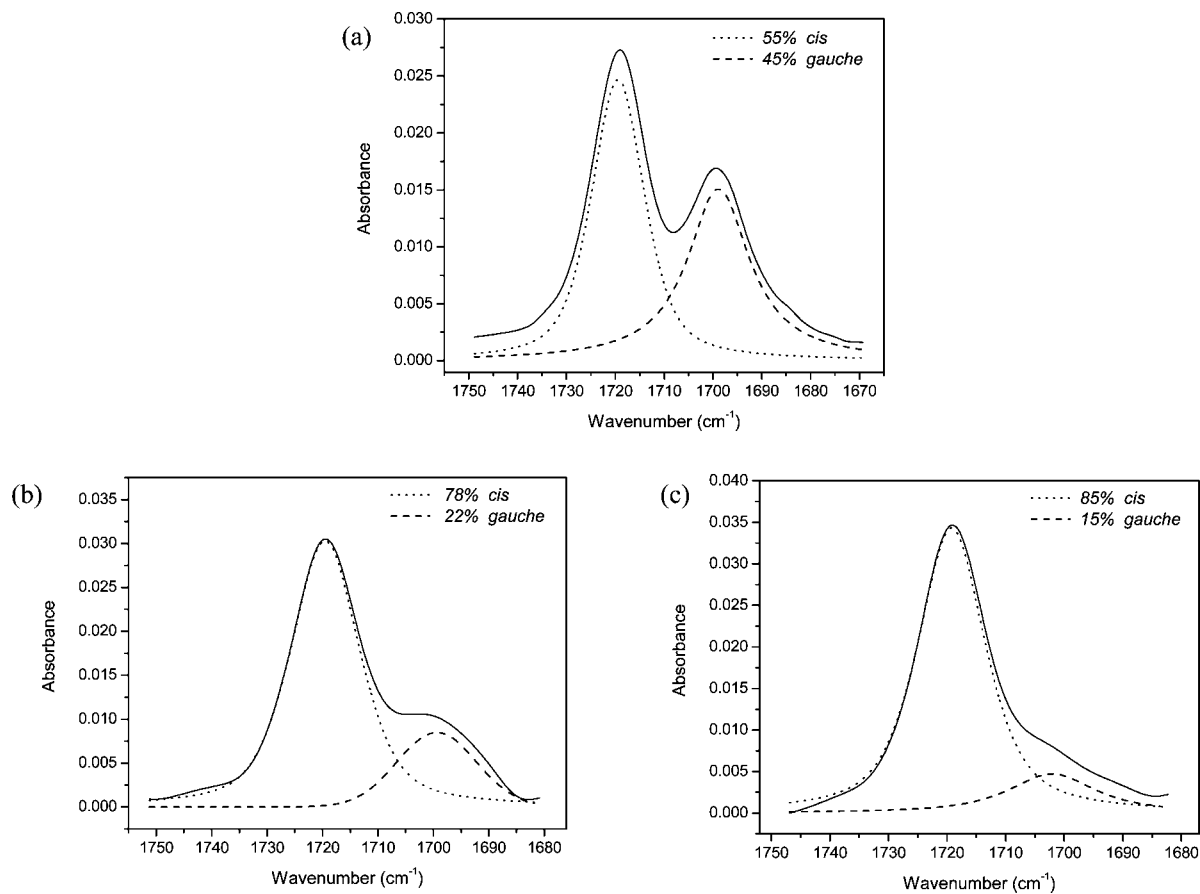 (a)
55% cis
45% gauche
0.030
0.025
0.020
0.015
0.010
0.005
0.000
Absorbance
1750 1740 1730 1720 1710 1700 1690 1680 1670
Wavenumber (cm⁻¹)
(b)
78% cis
22% gauche
0.035
0.030
0.025
0.020
0.015
0.010
0.005
0.000
Absorbance
1750 1740 1730 1720 1710 1700 1690 1680
Wavenumber (cm⁻¹)
(c)
85% cis
15% gauche
0.040
0.035
0.030
0.025
0.020
0.015
0.010
0.005
0.000
Absorbance
1750 1740 1730 1720 1710 1700 1690 1680
Wavenumber (cm⁻¹)